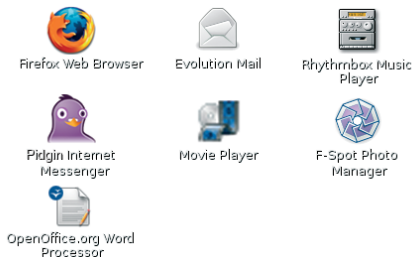 Firefox Web Browser
Evolution Mail
Rhythmbox Music
Player
Pidgin Internet
Messenger
Movie Player
F-Spot Photo
Manager
OpenOffice.org Word
Processor